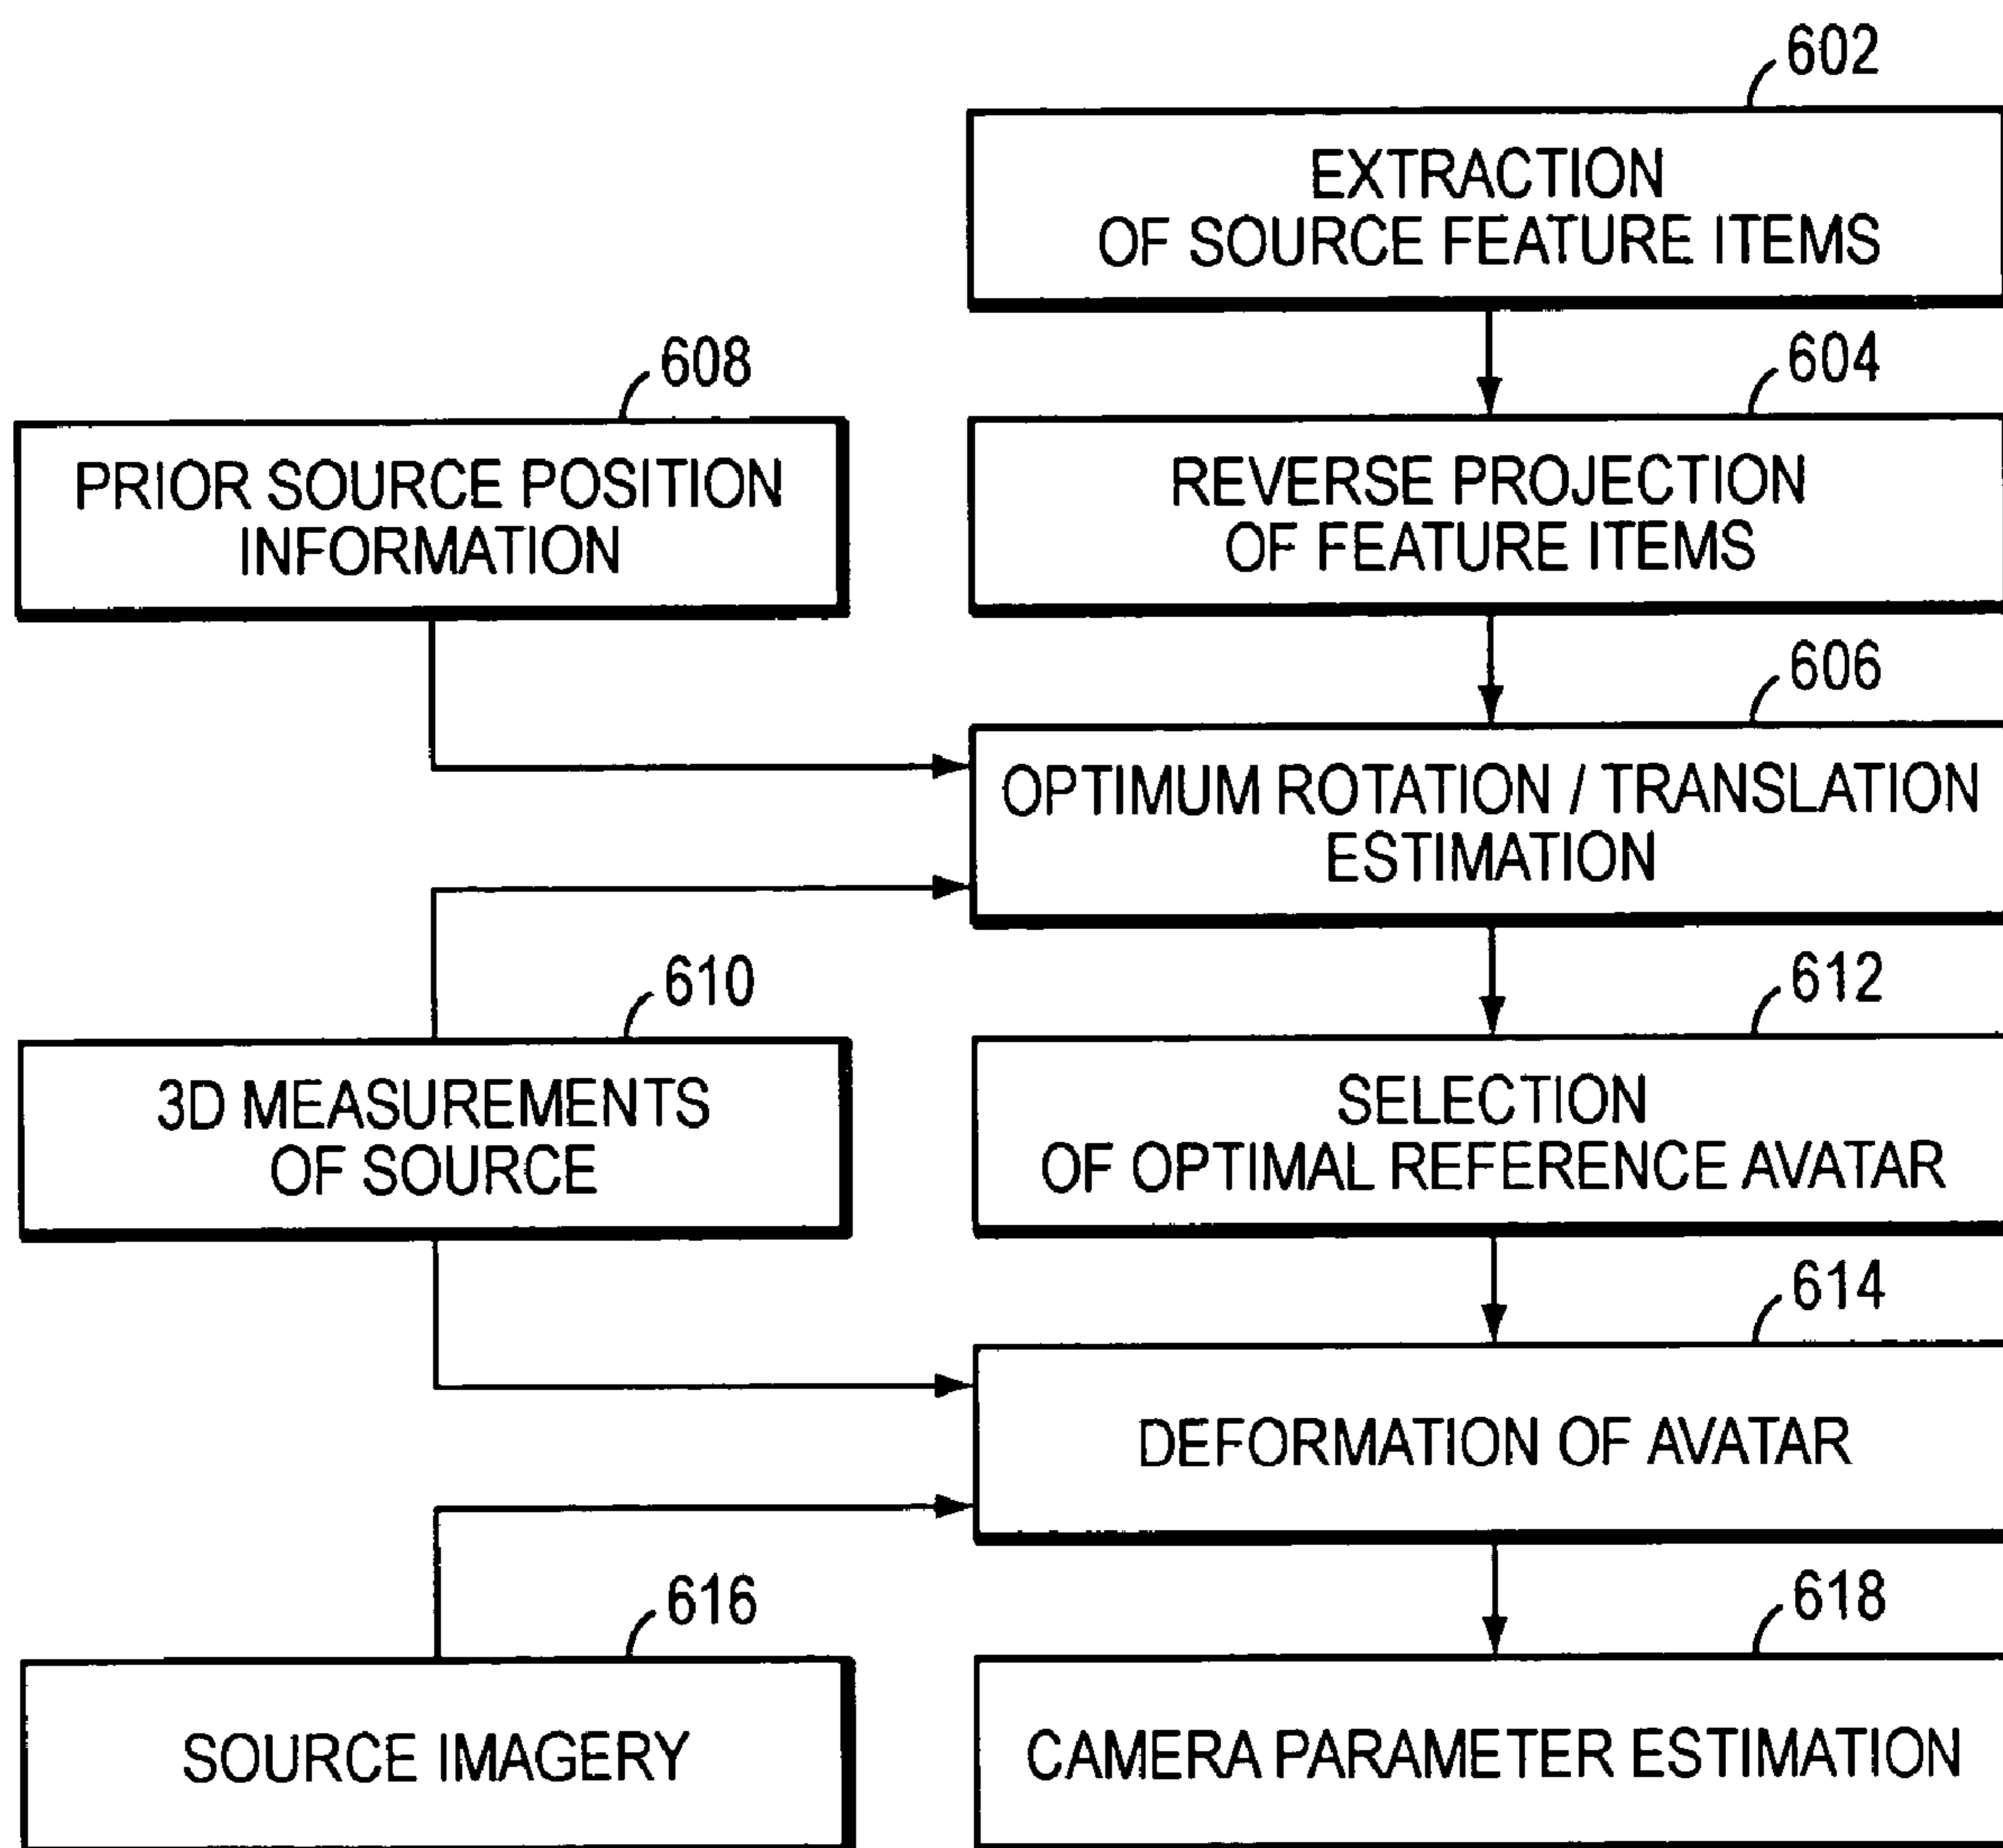 602
EXTRACTION
OF SOURCE FEATURE ITEMS
608
PRIOR SOURCE POSITION
INFORMATION
604
REVERSE PROJECTION
OF FEATURE ITEMS
606
OPTIMUM ROTATION / TRANSLATION
ESTIMATION
610
3D MEASUREMENTS
OF SOURCE
612
SELECTION
OF OPTIMAL REFERENCE AVATAR
614
DEFORMATION OF AVATAR
616
SOURCE IMAGERY
618
CAMERA PARAMETER ESTIMATION